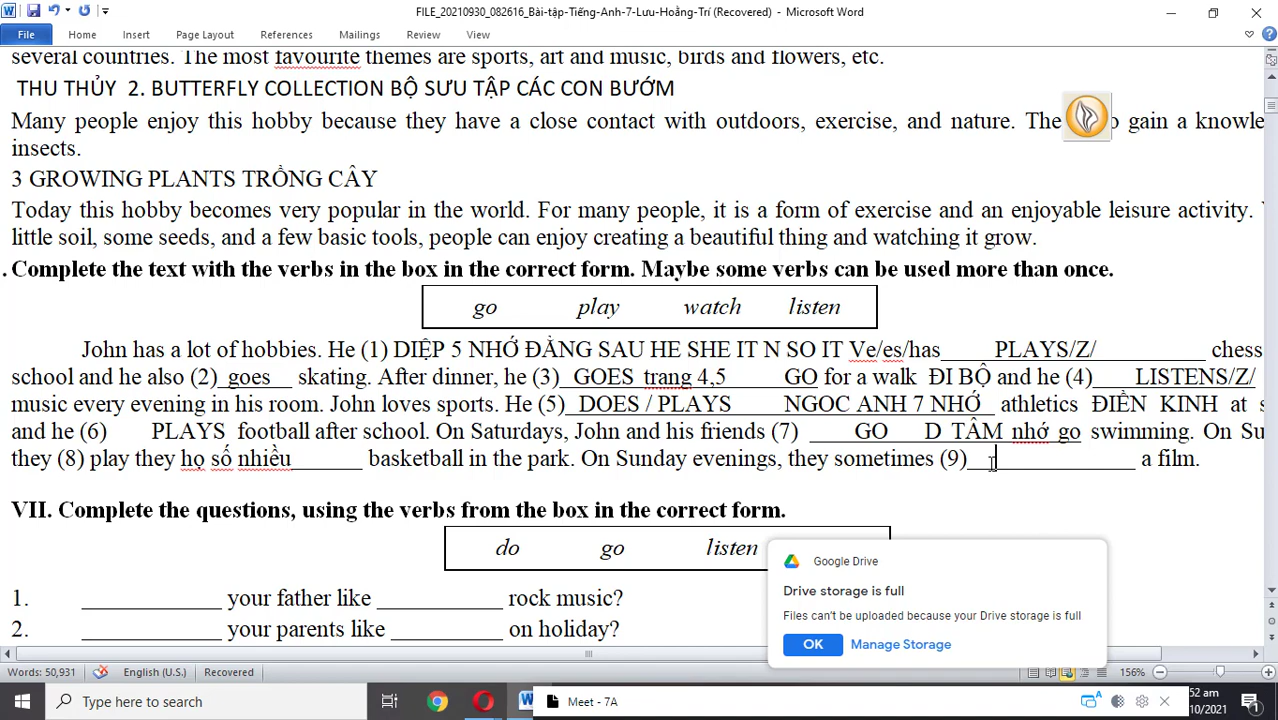 FILE_20210930_082616_Bài-tập-Tiếng-Anh-7-Lưu-Hoằng-Trí (Recovered) - Microsoft Word
File Home Insert Page Layout References Mailings Review View
several countries. The most favourite themes are sports, art and music, birds and flowers, etc.
THU THỦY 2. BUTTERFLY COLLECTION BỘ SƯU TẬP CÁC CON BƯỚM
Many people enjoy this hobby because they have a close contact with outdoors, exercise, and nature. The gain a knowle
insects.
3 GROWING PLANTS TRỒNG CÂY
Today this hobby becomes very popular in the world. For many people, it is a form of exercise and an enjoyable leisure activity.
little soil, some seeds, and a few basic tools, people can enjoy creating a beautiful thing and watching it grow.
. Complete the text with the verbs in the box in the correct form. Maybe some verbs can be used more than once.
go play watch listen
John has a lot of hobbies. He (1) DIỆP 5 NHỚ ĐẰNG SAU HE SHE IT N SO IT Ve/es/has PLAYS/Z/ chess
school and he also (2) goes skating. After dinner, he (3) GOES trang 4,5 GO for a walk ĐI BỘ and he (4) LISTENS/Z/
music every evening in his room. John loves sports. He (5) DOES / PLAYS NGOC ANH 7 NHỚ athletics ĐIỀN KINH at s
and he (6) PLAYS football after school. On Saturdays, John and his friends (7) GO D TÂM nhớ go swimming. On Su
they (8) play they họ số nhiều______ basketball in the park. On Sunday evenings, they sometimes (9)______________ a film.
VII. Complete the questions, using the verbs from the box in the correct form.
do go listen
1. ____________ your father like ___________ rock music?
2. ____________ your parents like __________ on holiday?
Google Drive
Drive storage is full
Files can't be uploaded because your Drive storage is full
OK Manage Storage
Words: 50,931 English (U.S.) Recovered 156%
Type here to search Meet - 7A :52 am
/10/2021